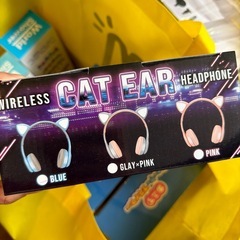 WIRELESS CAT EAR HEADPHONE
BLUE
GLAY×PINK
PINK